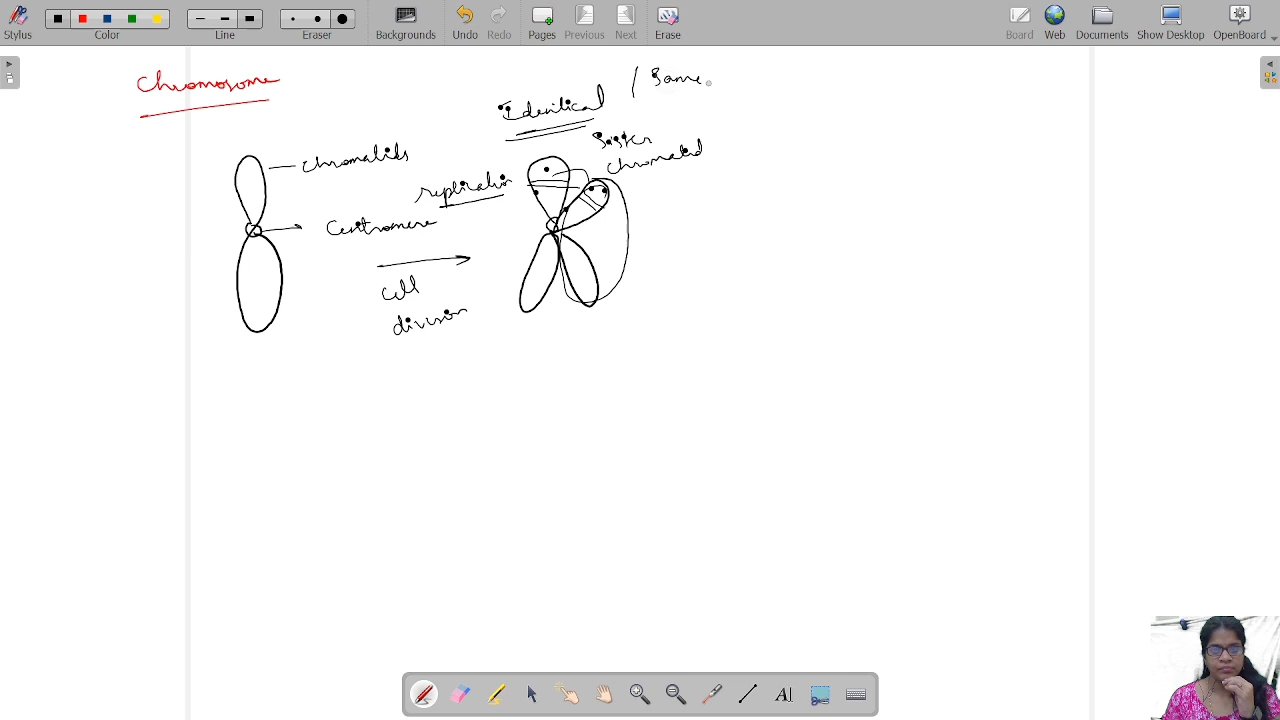 Stylus
Color
Line
Eraser
Backgrounds
Undo
Redo
Pages
Previous
Next
Erase
Board
Web
Documents
Show Desktop
OpenBoard
Chromosome
Identical / Same
Sister
chromatid
Chromatids
replication
Centromere
Cell
division